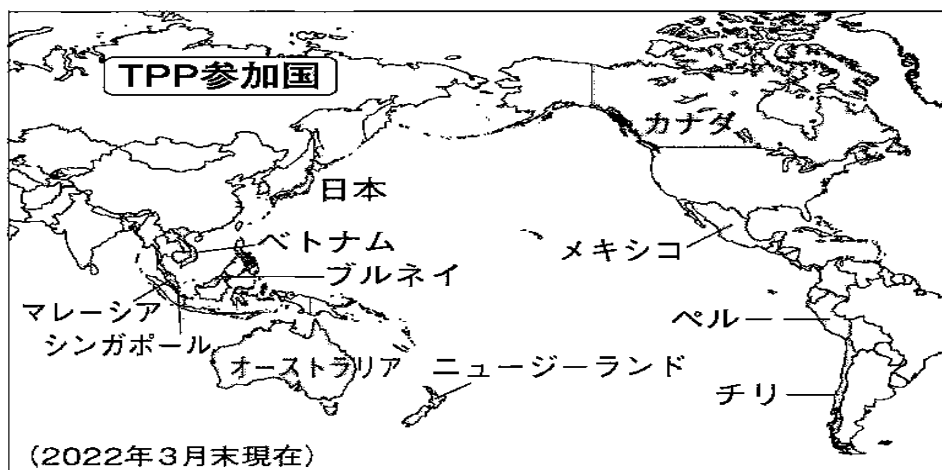 TPP参加国
カナダ
日本
ベトナム
メキシコ
ブルネイ
マレーシア
ペルー
シンガポール
オーストラリア
ニュージーランド
チリ
(2022年3月末現在)